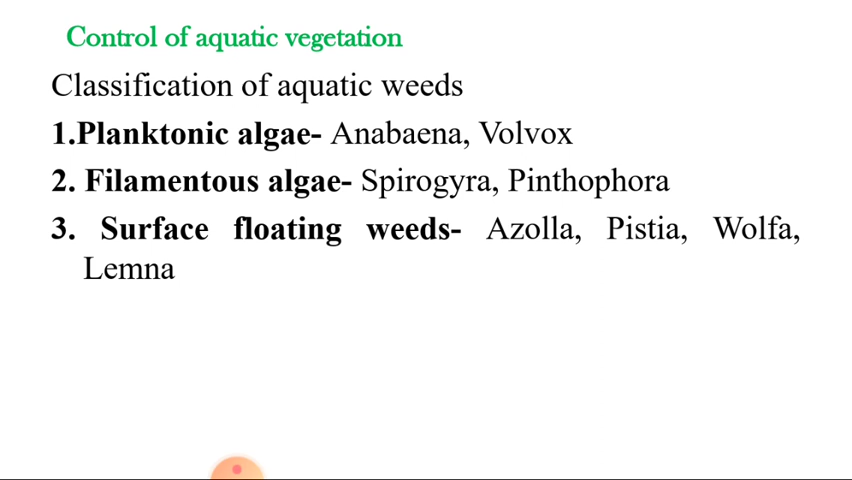 Control of aquatic vegetation
Classification of aquatic weeds
1.Planktonic algae- Anabaena, Volvox
2. Filamentous algae- Spirogyra, Pinthophora
3. Surface floating weeds- Azolla, Pistia, Wolfa,
Lemna